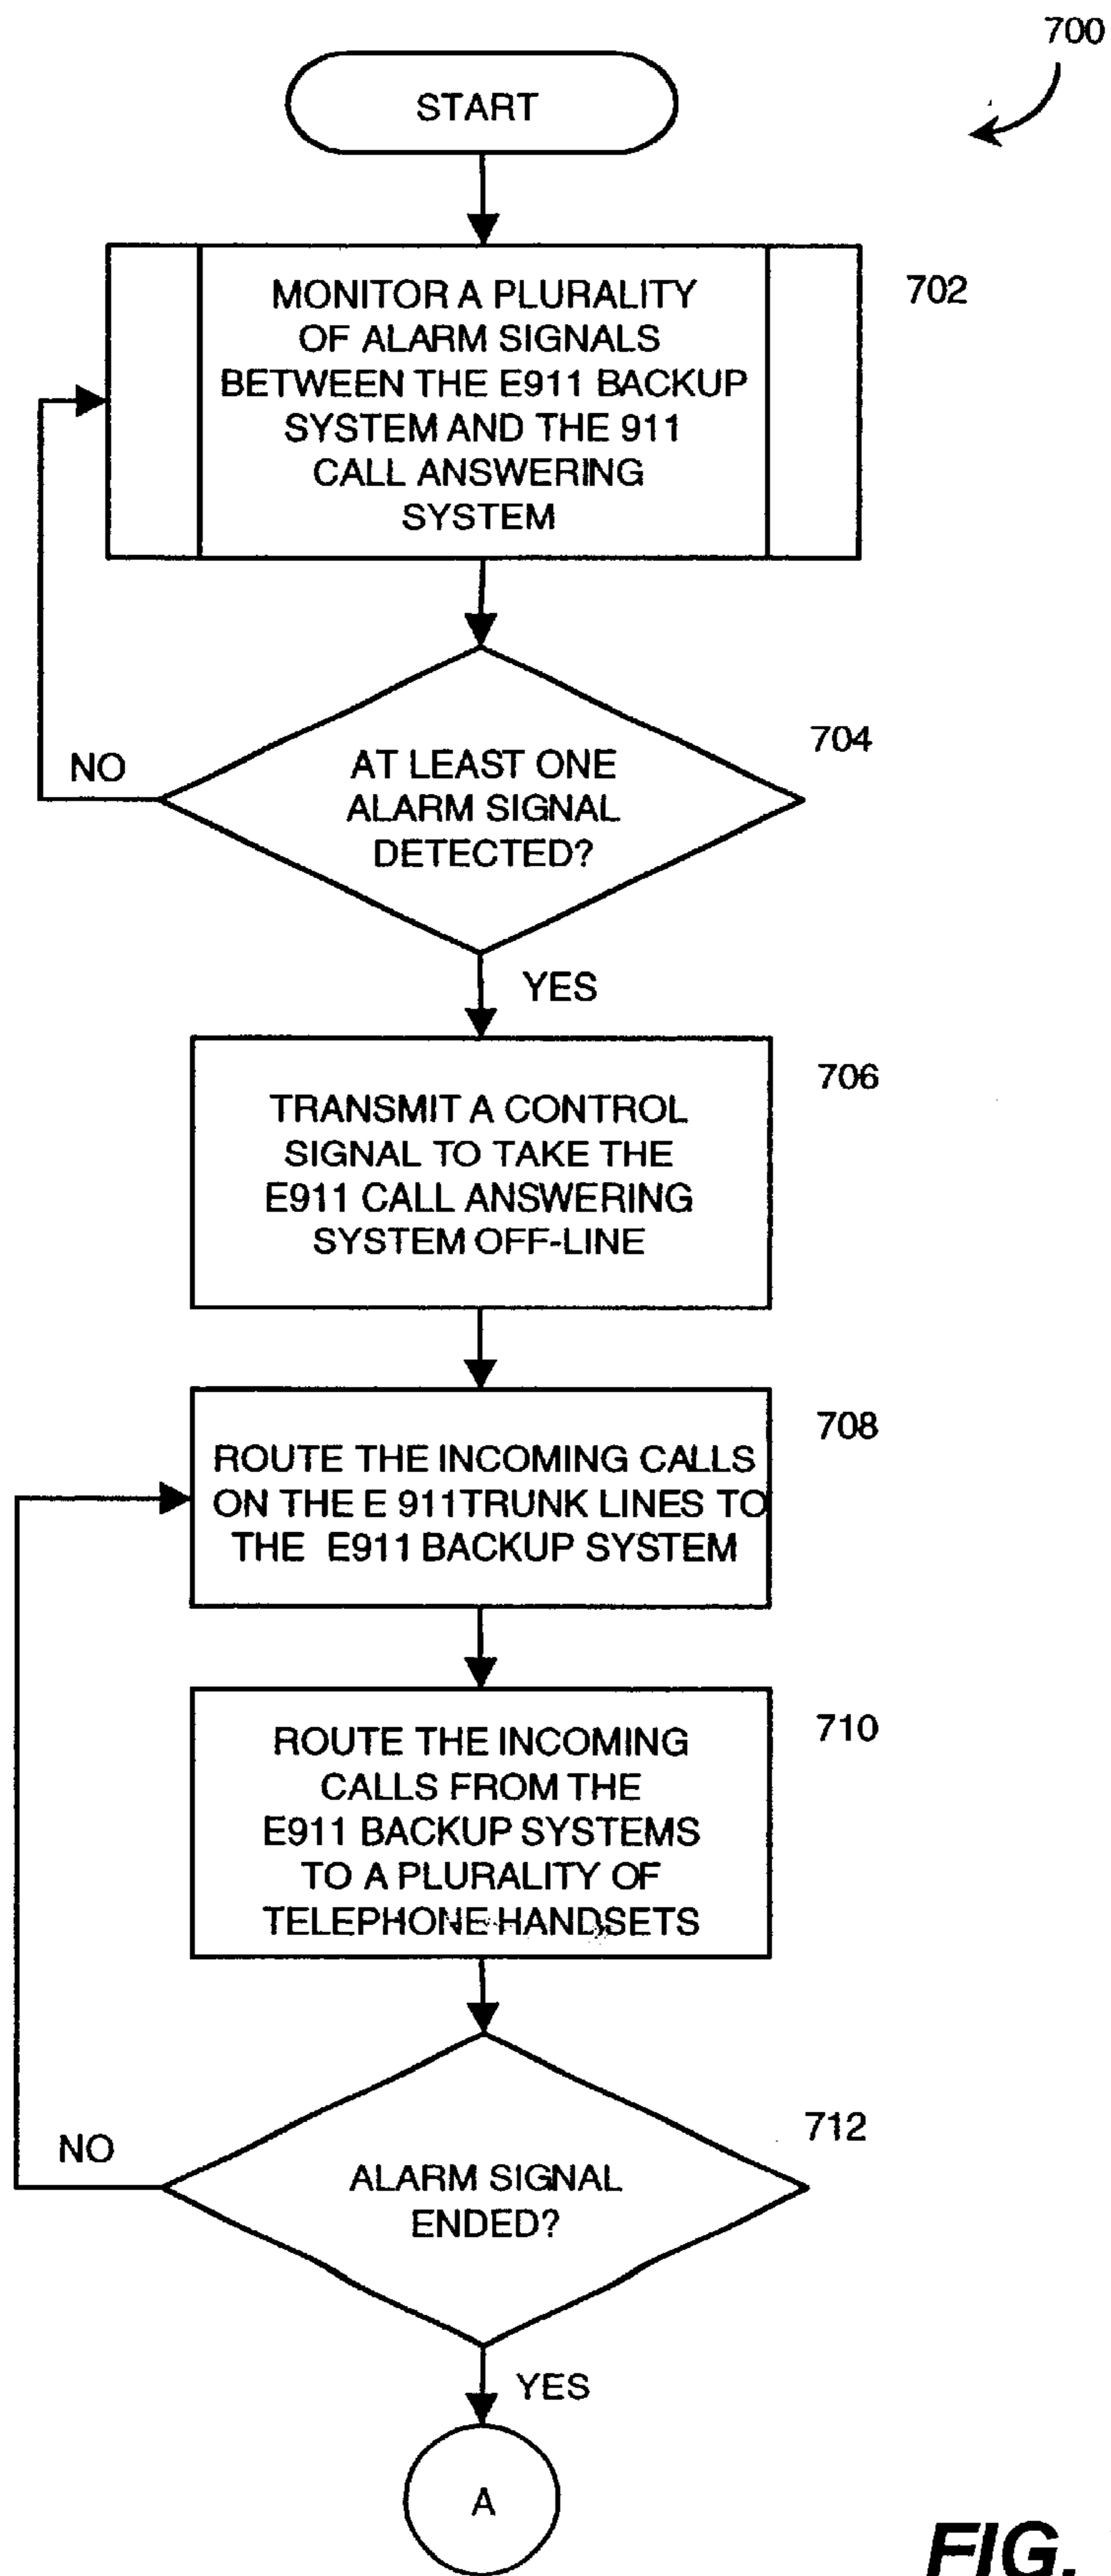 700
START
MONITOR A PLURALITY
OF ALARM SIGNALS
BETWEEN THE E911 BACKUP
SYSTEM AND THE 911
CALL ANSWERING
SYSTEM
702
AT LEAST ONE
ALARM SIGNAL
DETECTED?
704
NO
YES
TRANSMIT A CONTROL
SIGNAL TO TAKE THE
E911 CALL ANSWERING
SYSTEM OFF-LINE
706
ROUTE THE INCOMING CALLS
ON THE E 911TRUNK LINES TO
THE E911 BACKUP SYSTEM
708
ROUTE THE INCOMING
CALLS FROM THE
E911 BACKUP SYSTEMS
TO A PLURALITY OF
TELEPHONE HANDSETS
710
ALARM SIGNAL
ENDED?
712
NO
YES
A
FIG.